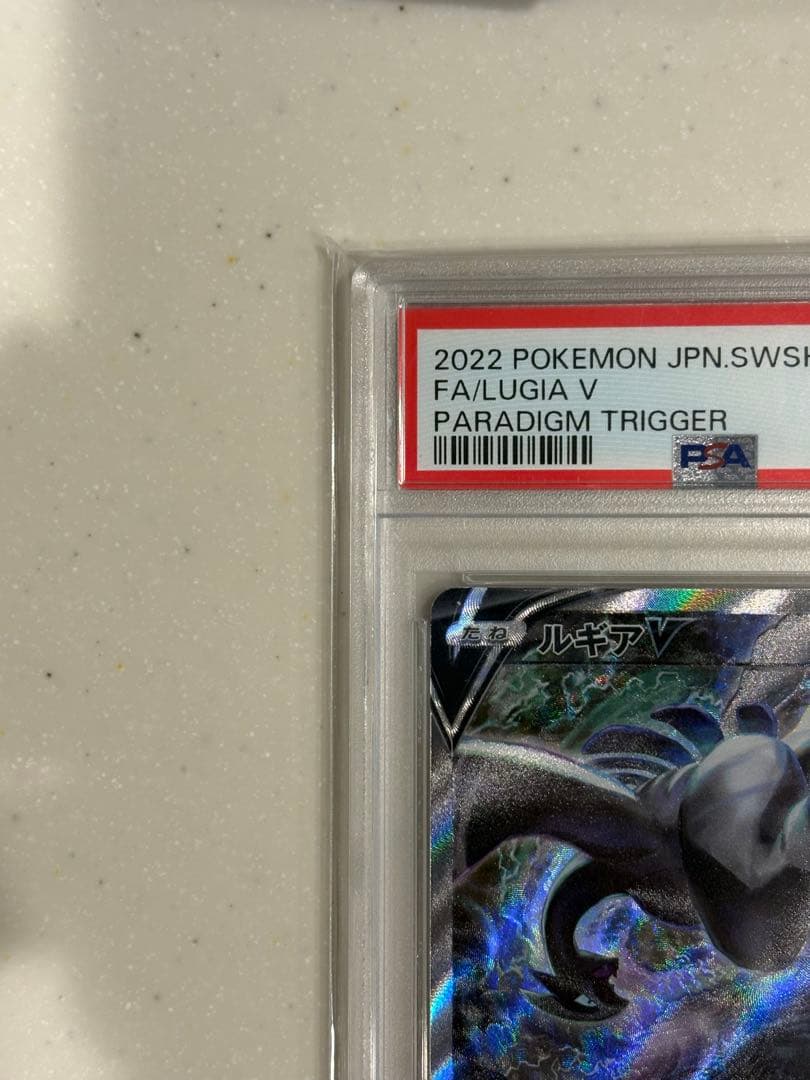 2022 POKEMON JPN.SWSH
FA/LUGIA V
PARADIGM TRIGGER
PSA
たね ルギアV